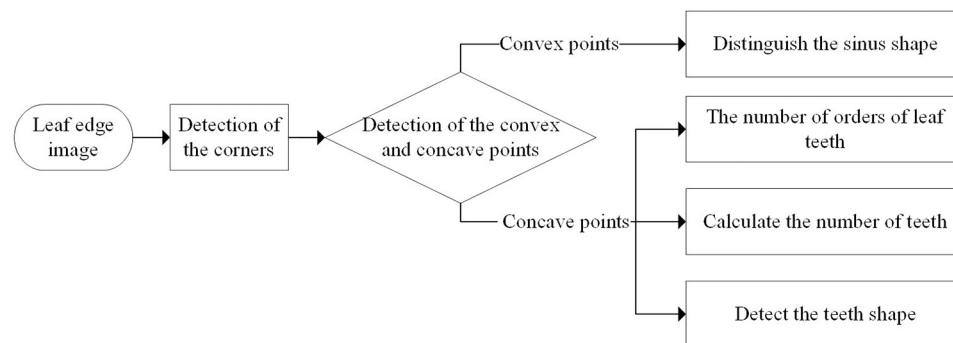 Convex points
Distinguish the sinus shape
Leaf edge
image
Detection of
the corners
Detection of the convex
and concave points
The number of orders of leaf
teeth
Concave points
Calculate the number of teeth
Detect the teeth shape